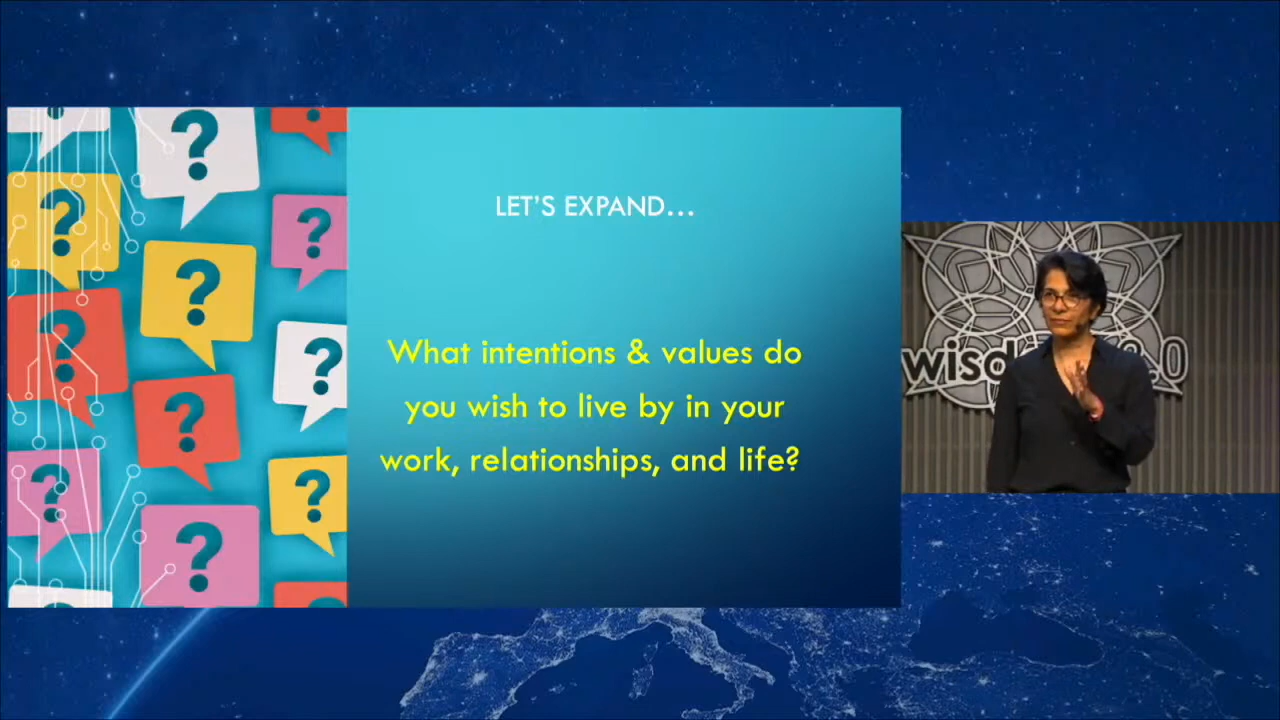 LET'S EXPAND...
What intentions & values do
you wish to live by in your
work, relationships, and life?
?
?
?
?
?
?
?
?
?
?
?